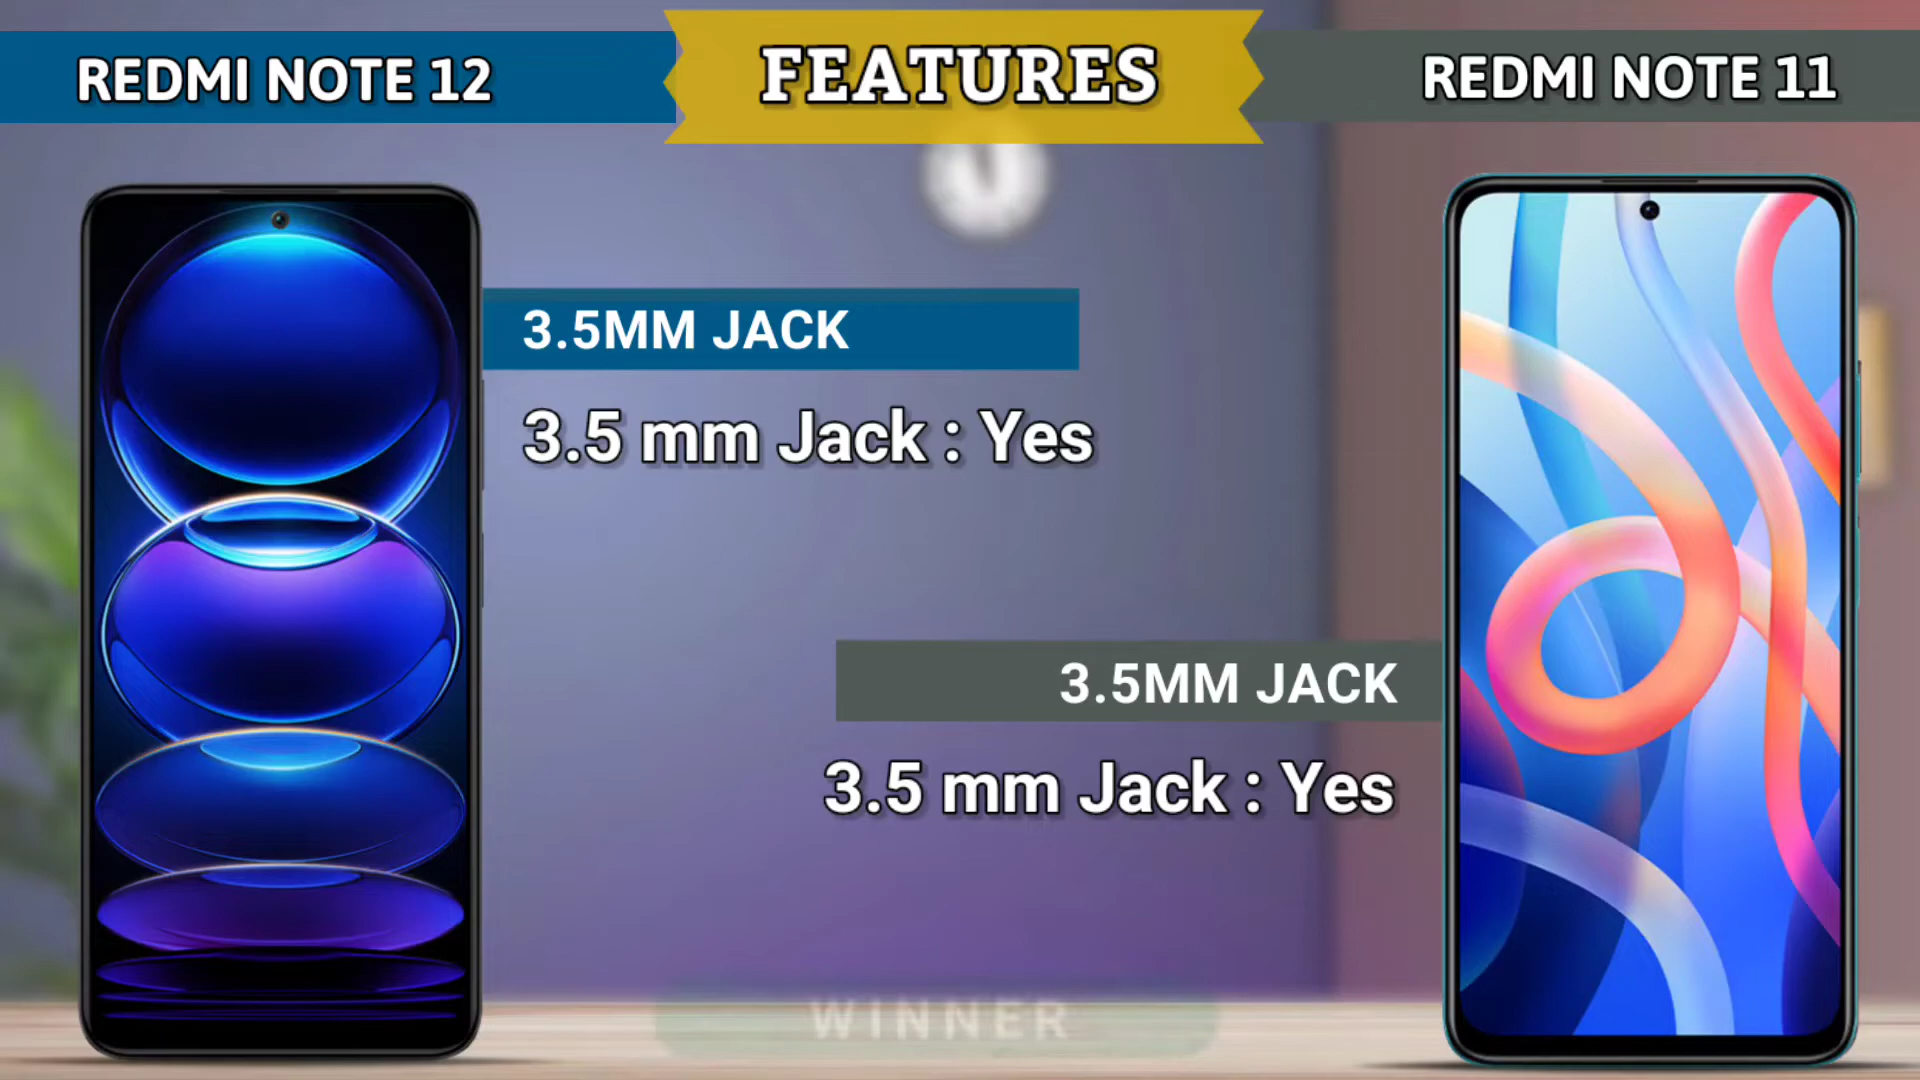 REDMI NOTE 12
FEATURES
REDMI NOTE 11
3.5MM JACK
3.5 mm Jack : Yes
3.5MM JACK
3.5 mm Jack : Yes
WINNER